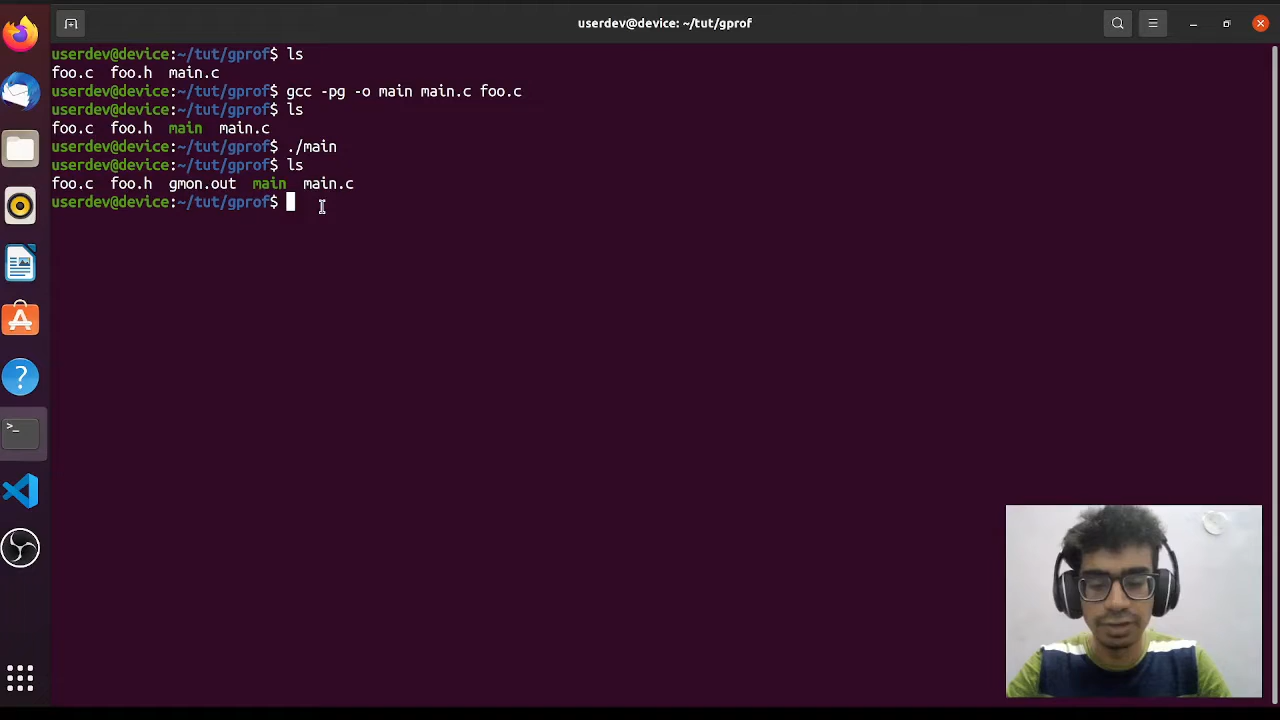 userdev@device: ~/tut/gprof
userdev@device:~/tut/gprof$ ls
foo.c foo.h main.c
userdev@device:~/tut/gprof$ gcc -pg -o main main.c foo.c
userdev@device:~/tut/gprof$ ls
foo.c foo.h main main.c
userdev@device:~/tut/gprof$ ./main
userdev@device:~/tut/gprof$ ls
foo.c foo.h gmon.out main main.c
userdev@device:~/tut/gprof$